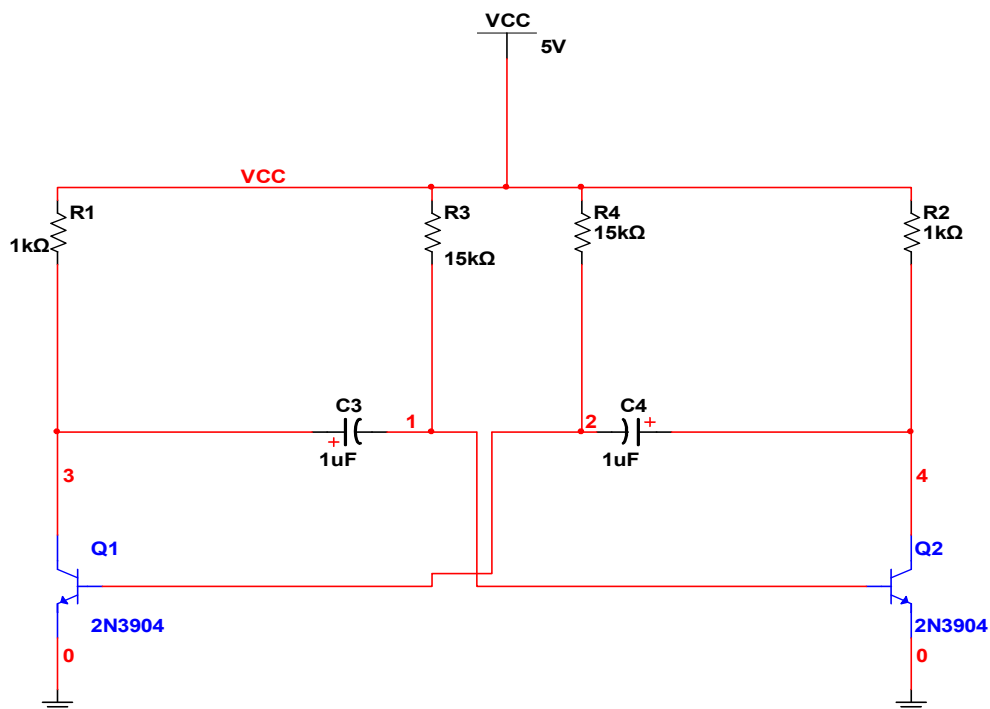 VCC
5V
VCC
R1
1kΩ
R3
15kΩ
R4
15kΩ
R2
1kΩ
C3
1
+
1uF
2
C4
+
1uF
3
4
Q1
2N3904
Q2
2N3904
0
0